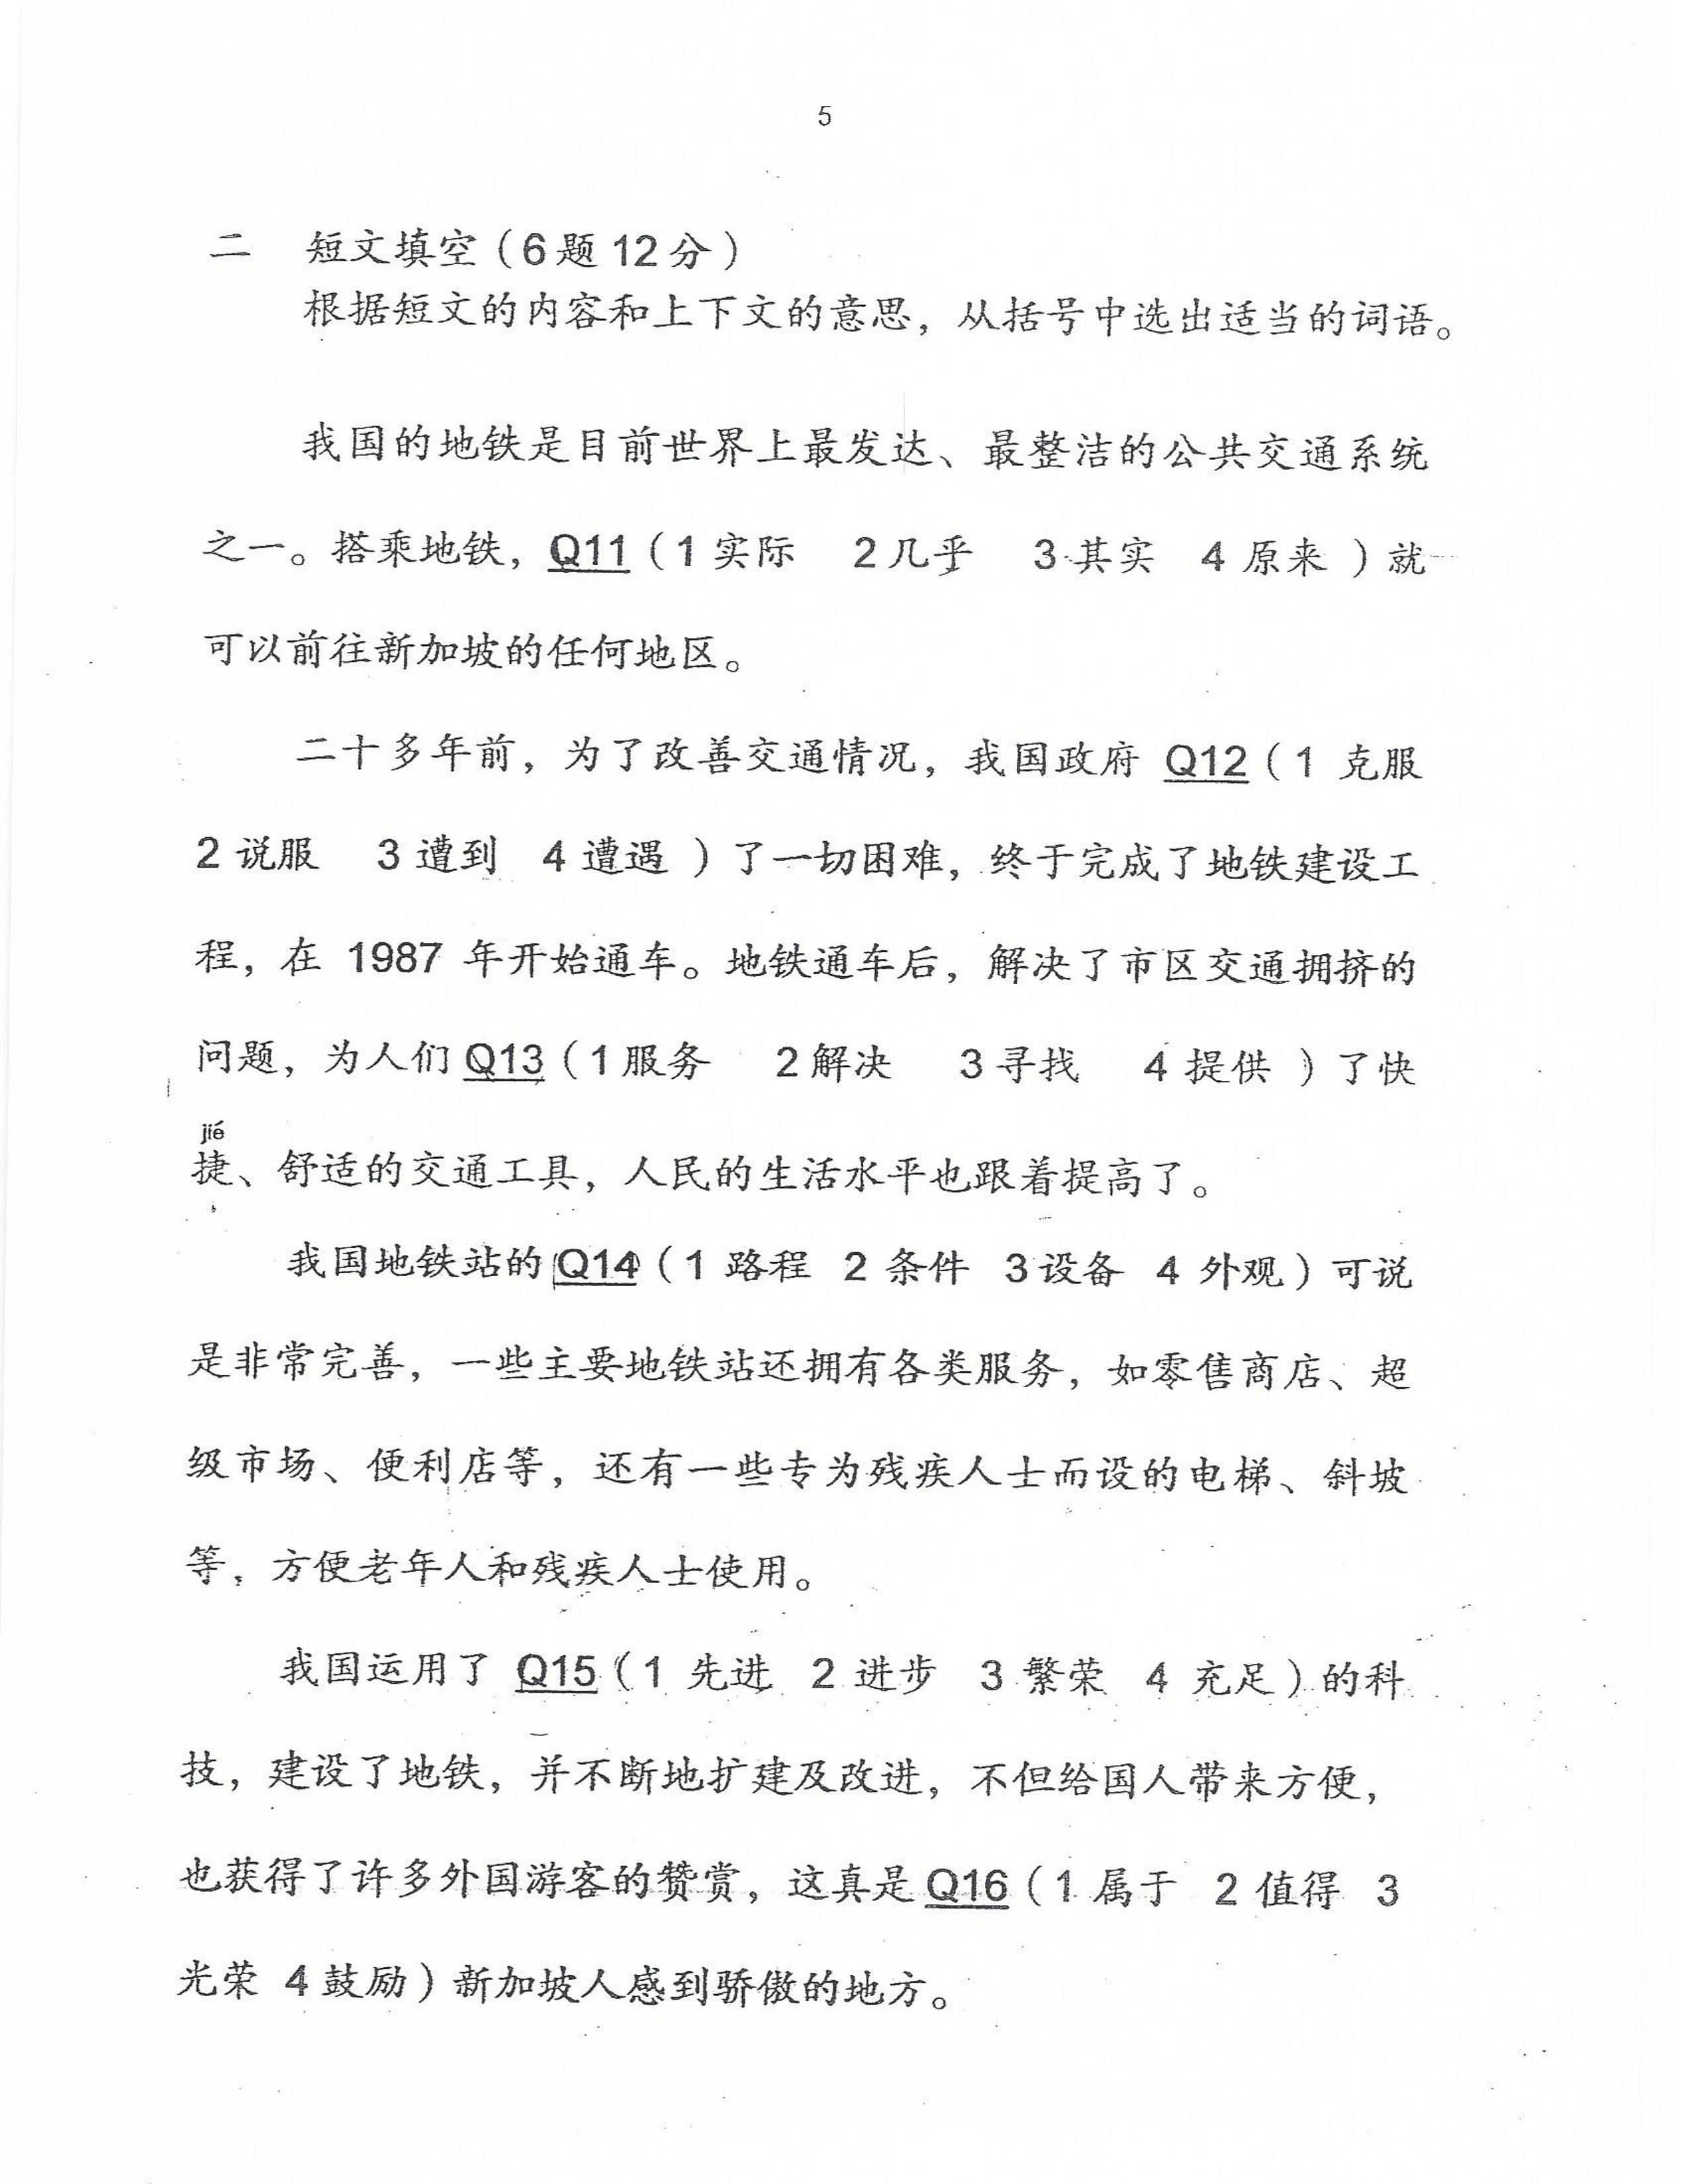 5
二 短文填空（6题12分）
根据短文的内容和上下文的意思，从括号中选出适当的词语。
我国的地铁是目前世界上最发达、最整洁的公共交通系统
之一。搭乘地铁，Q11（1实际 2几乎 3其实 4原来）就
可以前往新加坡的任何地区。
二十多年前，为了改善交通情况，我国政府 Q12（1 克服
2说服 3遭到 4遭遇）了一切困难，终于完成了地铁建设工
程，在 1987 年开始通车。地铁通车后，解决了市区交通拥挤的
问题，为人们Q13（1服务 2解决 3寻找 4提供）了快
jié
捷、舒适的交通工具，人民的生活水平也跟着提高了。
我国地铁站的Q14（1 路程 2 条件 3设备 4 外观）可说
是非常完善，一些主要地铁站还拥有各类服务，如零售商店、超
级市场、便利店等，还有一些专为残疾人士而设的电梯、斜坡
等，方便老年人和残疾人士使用。
我国运用了 Q15（1 先进 2 进步 3 繁荣 4 充足）的科
技，建设了地铁，并不断地扩建及改进，不但给国人带来方便，
也获得了许多外国游客的赞赏，这真是Q16（1 属于 2 值得 3
光荣 4鼓励）新加坡人感到骄傲的地方。